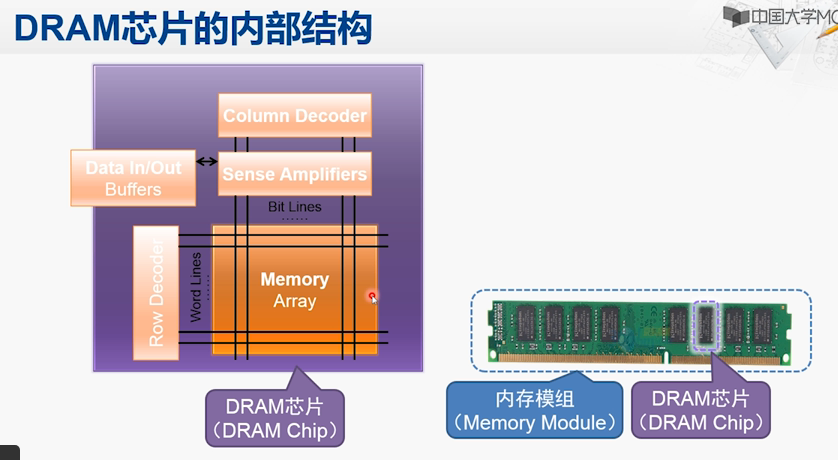 DRAM芯片的内部结构
中国大学MO
Column Decoder
Data In/Out
Buffers
Sense Amplifiers
Bit Lines
......
Row Decoder
Word Lines
......
Memory
Array
DRAM芯片
(DRAM Chip)
内存模组
(Memory Module)
DRAM芯片
(DRAM Chip)